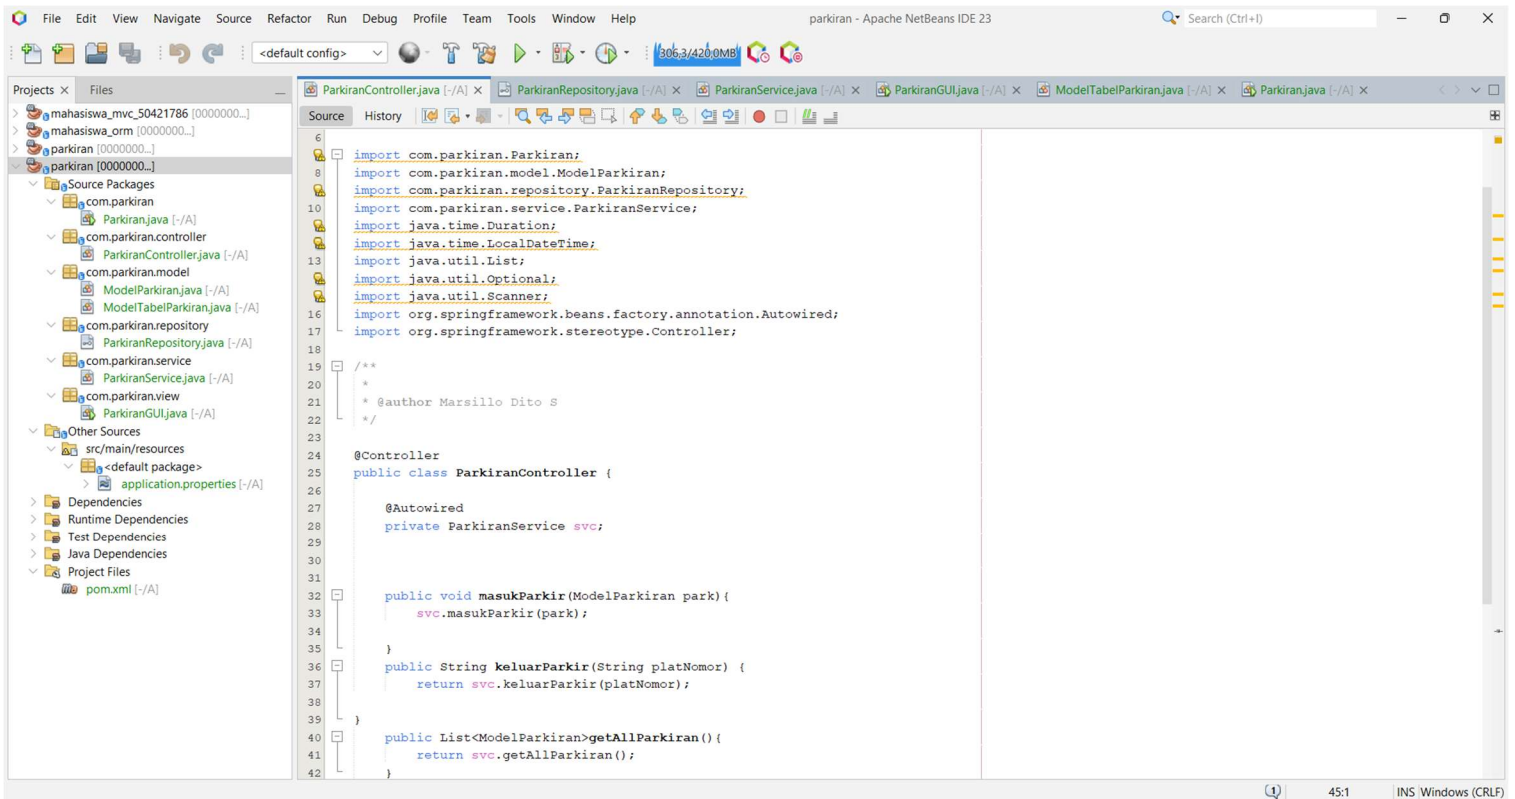 File Edit View Navigate Source Refactor Run Debug Profile Team Tools Window Help parkiran - Apache NetBeans IDE 23 Search (Ctrl+I)
<default config> 306,3/420,0MB
Projects Files
mahasiswa_mvc_50421786 [0000000...]
mahasiswa_orm [0000000...]
parkiran [0000000...]
parkiran [0000000...]
Source Packages
com.parkiran
Parkiran.java [-/A]
com.parkiran.controller
ParkiranController.java [-/A]
com.parkiran.model
ModelParkiran.java [-/A]
ModelTabelParkiran.java [-/A]
com.parkiran.repository
ParkiranRepository.java [-/A]
com.parkiran.service
ParkiranService.java [-/A]
com.parkiran.view
ParkiranGUI.java [-/A]
Other Sources
src/main/resources
<default package>
application.properties [-/A]
Dependencies
Runtime Dependencies
Test Dependencies
Java Dependencies
Project Files
pom.xml [-/A]
ParkiranController.java [-/A] ParkiranRepository.java [-/A] ParkiranService.java [-/A] ParkiranGUI.java [-/A] ModelTabelParkiran.java [-/A] Parkiran.java [-/A]
Source History
6
import com.parkiran.Parkiran;
8 import com.parkiran.model.ModelParkiran;
import com.parkiran.repository.ParkiranRepository;
10 import com.parkiran.service.ParkiranService;
import java.time.Duration;
import java.time.LocalDateTime;
13 import java.util.List;
import java.util.Optional;
import java.util.Scanner;
16 import org.springframework.beans.factory.annotation.Autowired;
17 import org.springframework.stereotype.Controller;
18
19 /**
20 *
21 * @author Marsillo Dito S
22 */
23
24 @Controller
25 public class ParkiranController {
26
27 @Autowired
28 private ParkiranService svc;
29
30
31
32 public void masukParkir(ModelParkiran park){
33 svc.masukParkir(park);
34
35 }
36 public String keluarParkir(String platNomor) {
37 return svc.keluarParkir(platNomor);
38
39 }
40 public List<ModelParkiran>getAllParkiran(){
41 return svc.getAllParkiran();
42 }
1 45:1 INS Windows (CRLF)